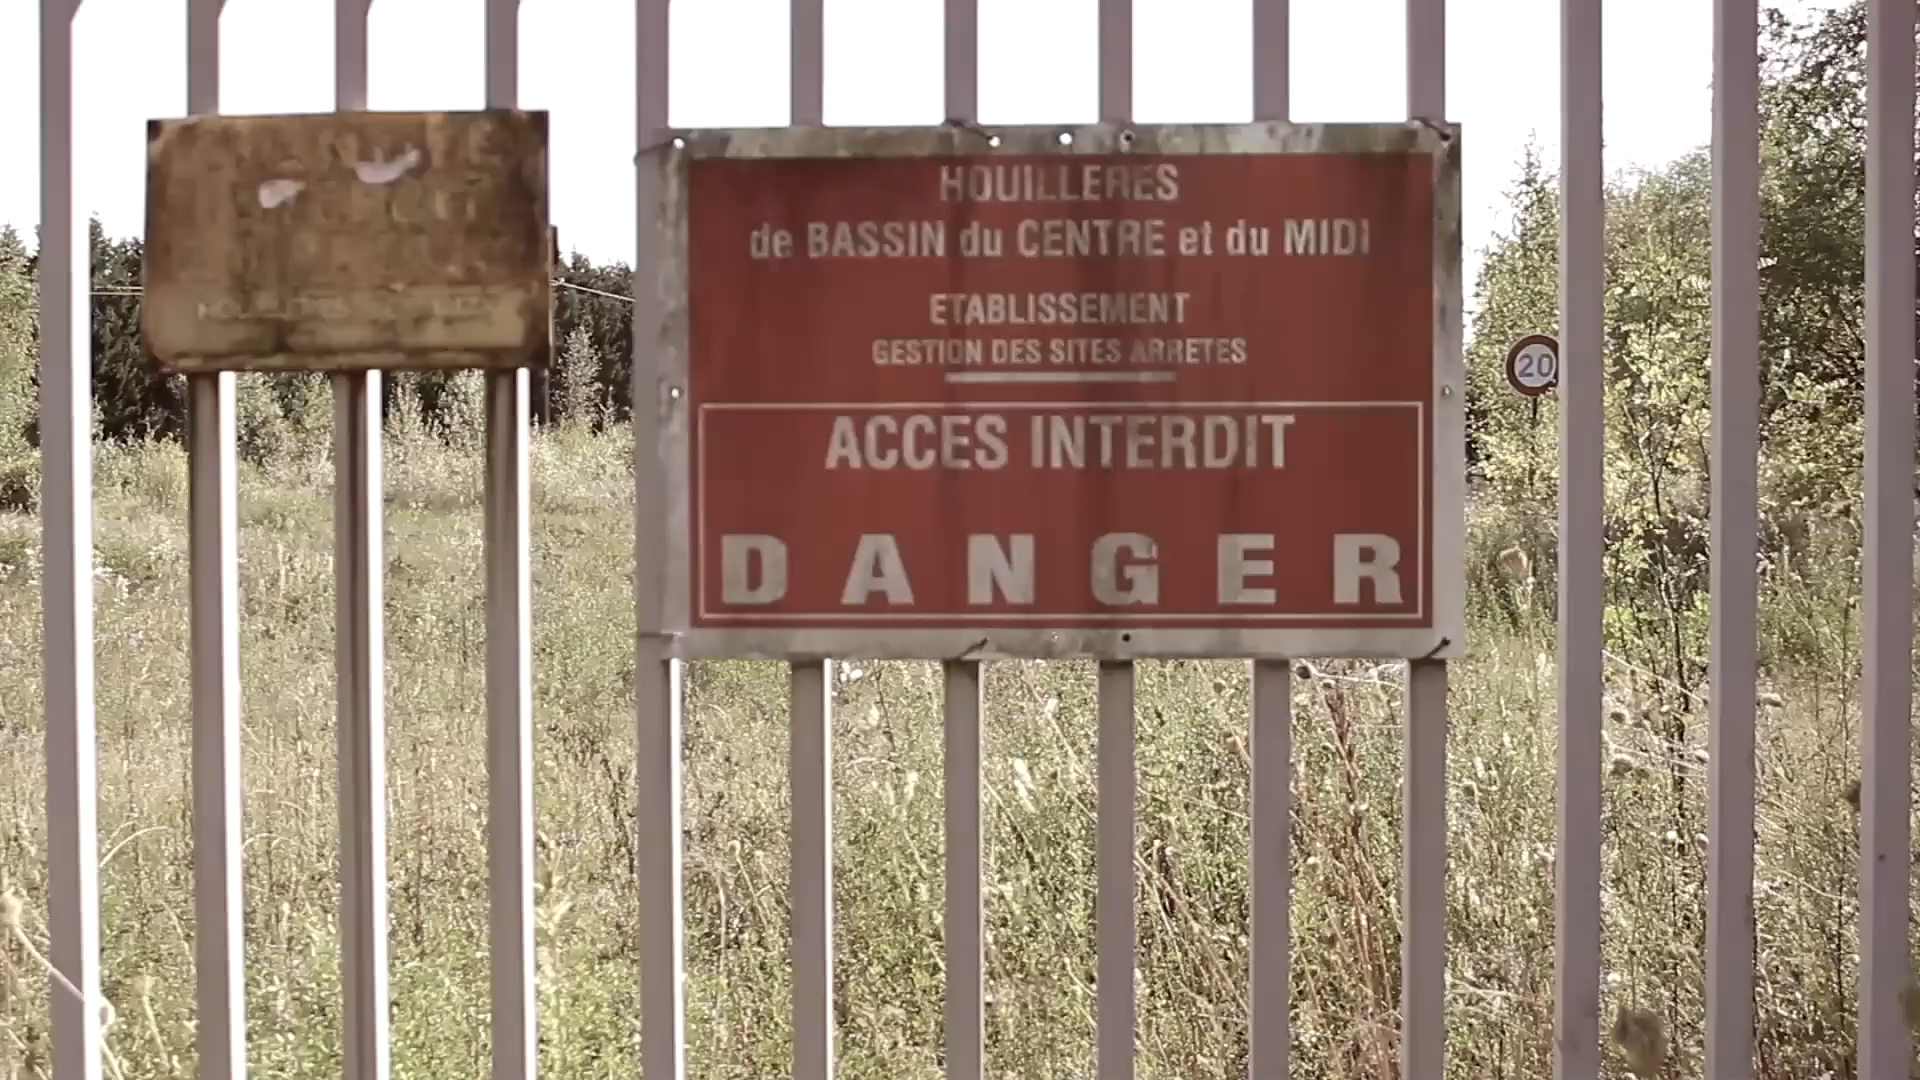 HOUILLERES
de BASSIN du CENTRE et du MIDI
ETABLISSEMENT
GESTION DES SITES ARRETES
ACCES INTERDIT
DANGER
20